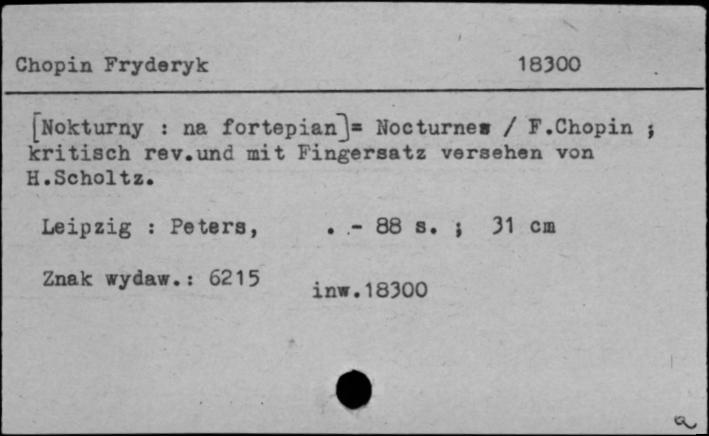 Chopin Fryderyk 18300
[Nokturny : na fortepian]= Nocturnes / F.Chopin ;
kritisch rev.und mit Fingersatz versehen von
H.Scholtz.
Leipzig : Peters, . - 88 s. ; 31 cm
Znak wydaw.: 6215 inw.18300
a